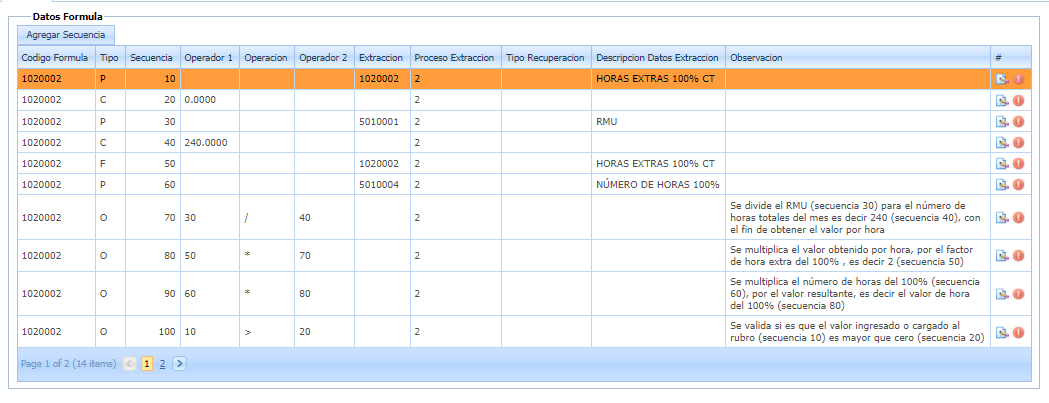 Datos Formula
Agregar Secuencia
Codigo Formula Tipo Secuencia Operador 1 Operacion Operador 2 Extraccion Proceso Extraccion Tipo Recuperacion Descripcion Datos Extraccion Observacion #
1020002 P 10 1020002 2 HORAS EXTRAS 100% CT
1020002 C 20 0.0000 2
1020002 P 30 5010001 2 RMU
1020002 C 40 240.0000 2
1020002 F 50 1020002 2 HORAS EXTRAS 100% CT
1020002 P 60 5010004 2 NÚMERO DE HORAS 100%
1020002 O 70 30 / 40 2 Se divide el RMU (secuencia 30) para el número de
horas totales del mes es decir 240 (secuencia 40), con
el fin de obtener el valor por hora
1020002 O 80 50 * 70 2 Se multiplica el valor obtenido por hora, por el factor
de hora extra del 100% , es decir 2 (secuencia 50)
1020002 O 90 60 * 80 2 Se multiplica el número de horas del 100% (secuencia
60), por el valor resultante, es decir el valor de hora
del 100% (secuencia 80)
1020002 O 100 10 > 20 2 Se valida si es que el valor ingresado o cargado al
rubro (secuencia 10) es mayor que cero (secuencia 20)
Page 1 of 2 (14 items) < 1 2 >